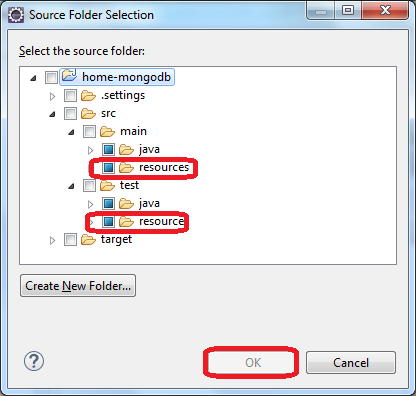 Source Folder Selection
Select the source folder:
home-mongodb
.settings
src
main
java
resources
test
java
resource
target
Create New Folder...
?
OK
Cancel